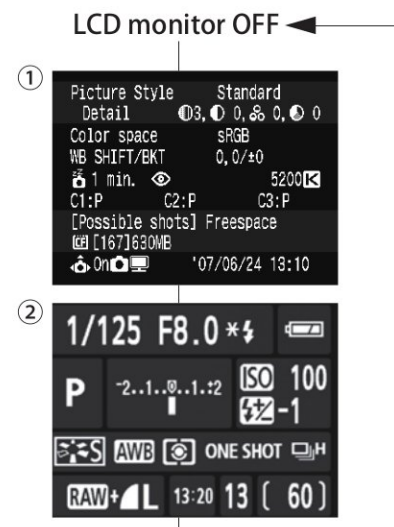 LCD monitor OFF
①
Picture Style Standard
Detail 3, 0, 0, 0
Color space sRGB
WB SHIFT/BKT 0,0/±0
1 min. 5200 K
C1:P C2:P C3:P
[Possible shots] Freespace
CF [167]630MB
On '07/06/24 13:10
②
1/125 F8.0 *
P -2..1..0..1..:2 ISO 100
-1
S AWB ONE SHOT H
RAW+L 13:20 13 [ 60]